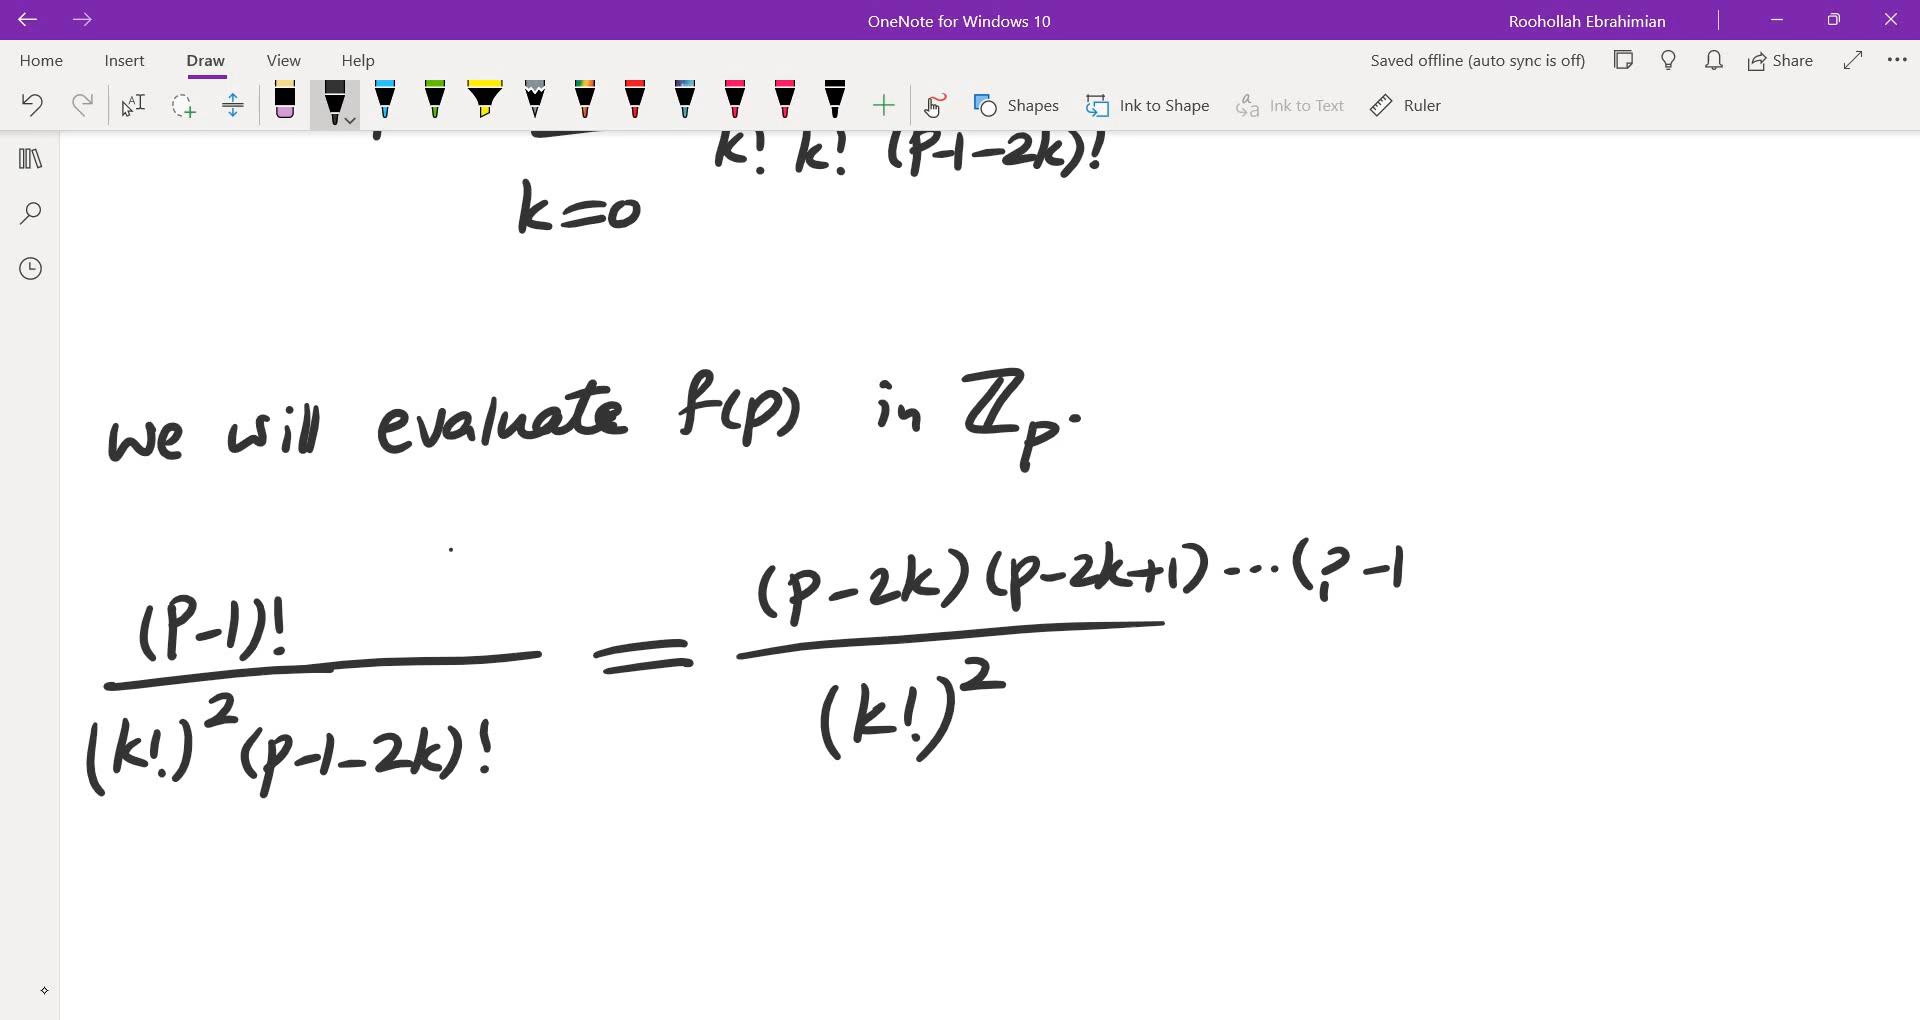 OneNote for Windows 10
Roohollah Ebrahimian
Home Insert Draw View Help
Saved offline (auto sync is off) Share
Shapes Ink to Shape Ink to Text Ruler
k! k! (p-1-2k)!
k=0
we will evaluate f(p) in ℤ_p.
(p-1)! / (k!)^2 (p-1-2k)! = (p-2k)(p-2k+1)...(p-1 / (k!)^2